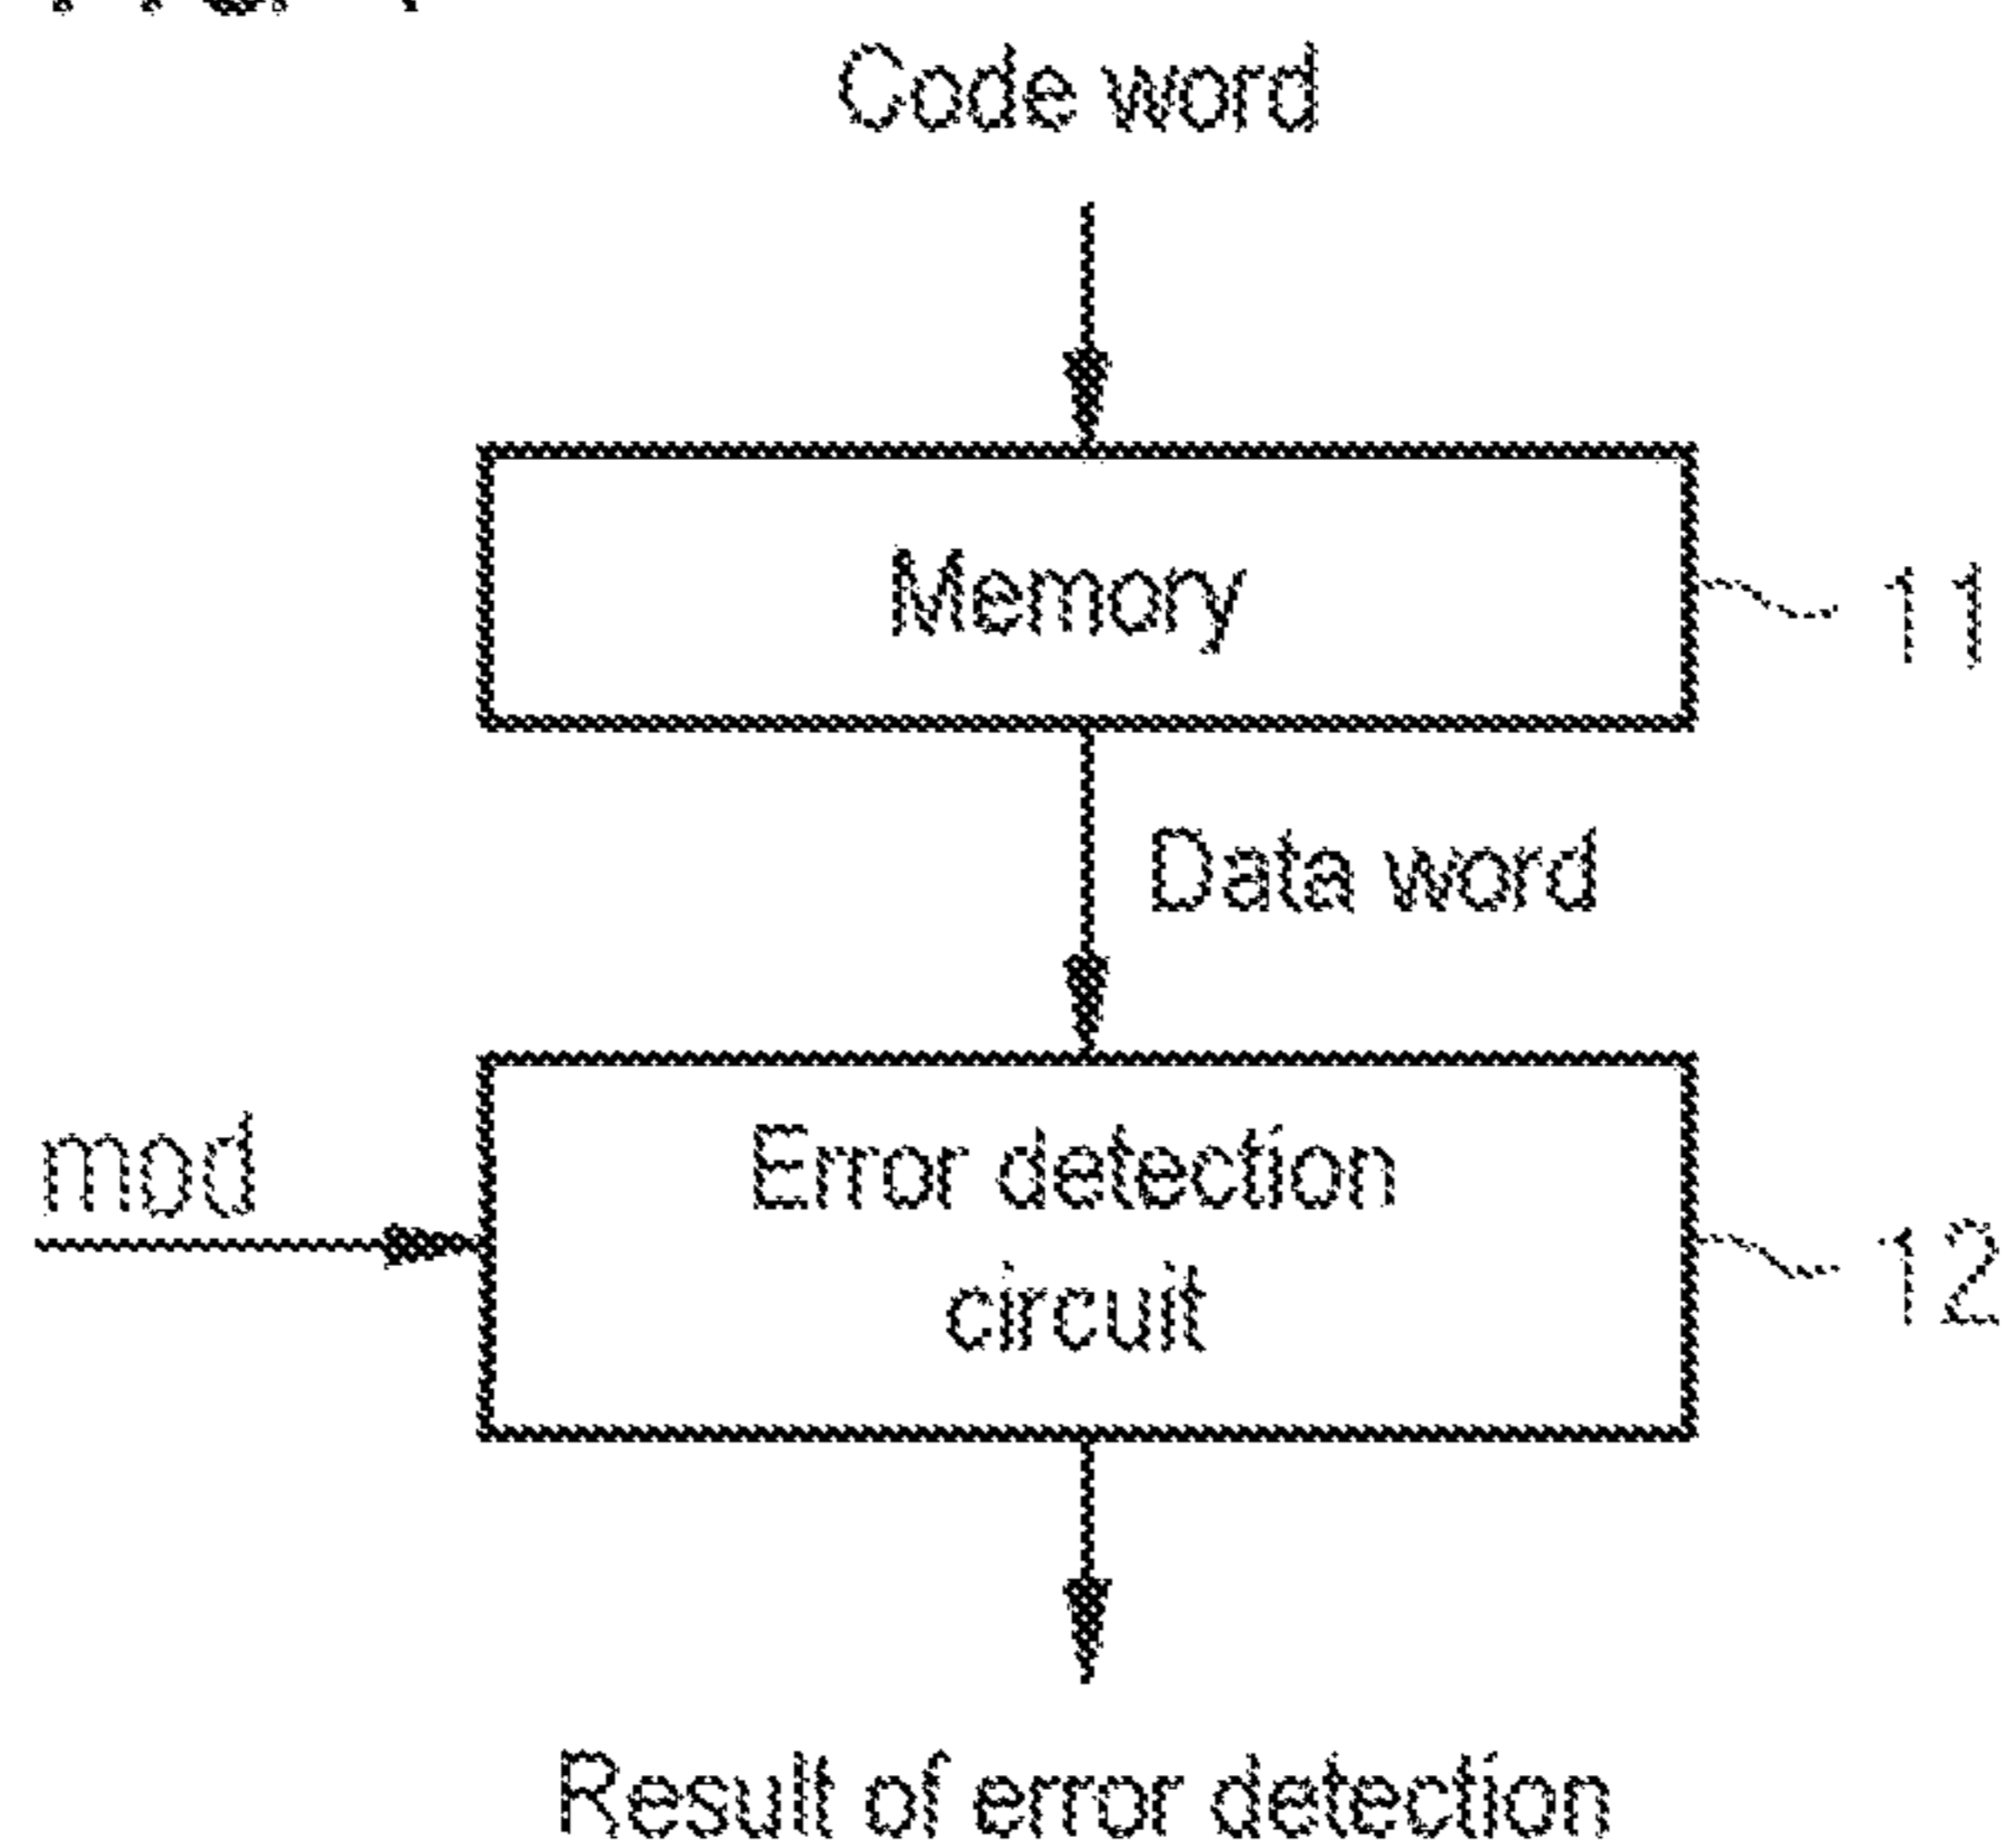 Code word
Memory
11
Data word
mod
Error detection
circuit
12
Result of error detection